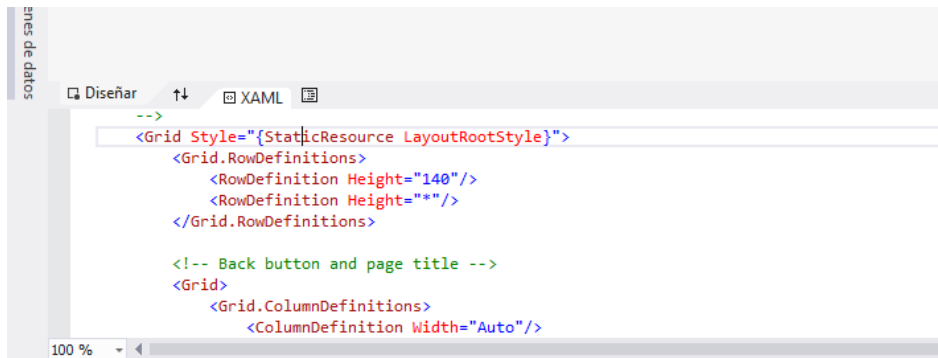 enes de datos
Diseñar
XAML
-->
<Grid Style="{StaticResource LayoutRootStyle}">
<Grid.RowDefinitions>
<RowDefinition Height="140"/>
<RowDefinition Height="*"/>
</Grid.RowDefinitions>
<!-- Back button and page title -->
<Grid>
<Grid.ColumnDefinitions>
<ColumnDefinition Width="Auto"/>
100 %